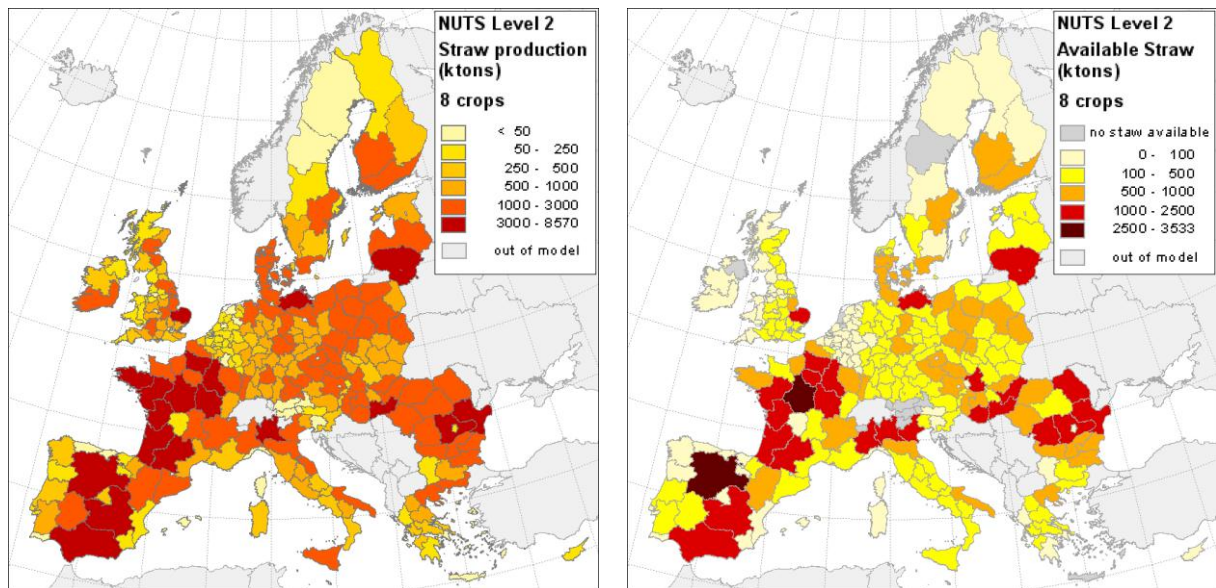 NUTS Level 2
Straw production
(ktons)
8 crops
< 50
50 - 250
250 - 500
500 - 1000
1000 - 3000
3000 - 8570
out of model
NUTS Level 2
Available Straw
(ktons)
8 crops
no staw available
0 - 100
100 - 500
500 - 1000
1000 - 2500
2500 - 3533
out of model